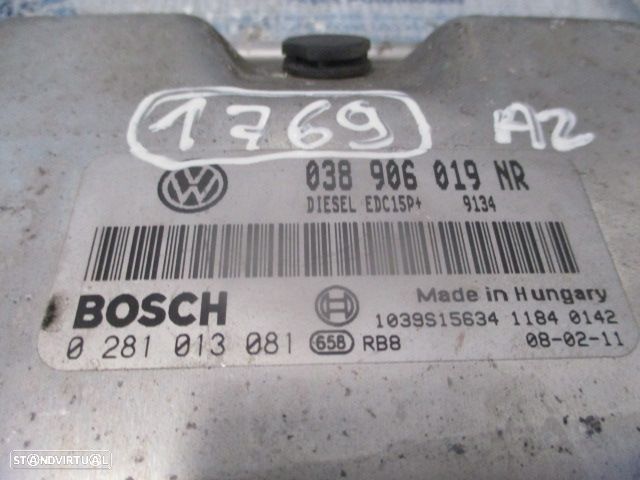 1769 A2
038 906 019 NR
DIESEL EDC15P+ 9134
BOSCH
Made in Hungary
1039S15634 1184 0142
0 281 013 081 658 RB8 08-02-11
STANDVIRTUAL